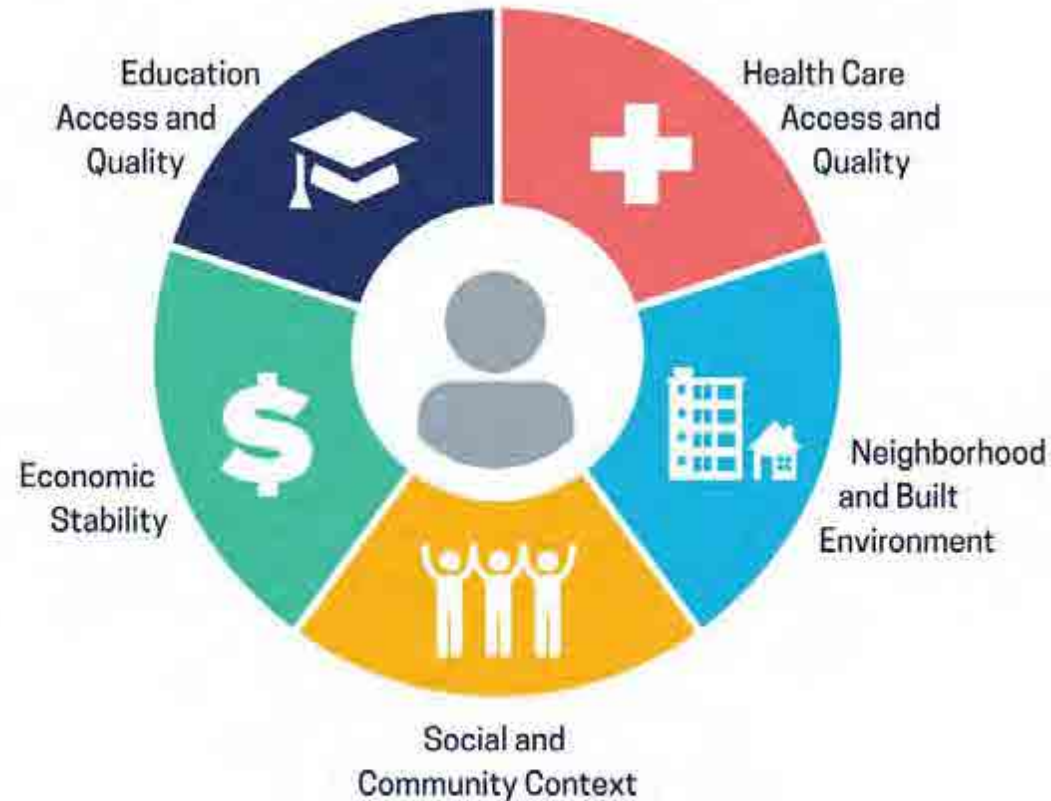 Education
Access and
Quality
Health Care
Access and
Quality
$
Economic
Stability
Neighborhood
and Built
Environment
Social and
Community Context